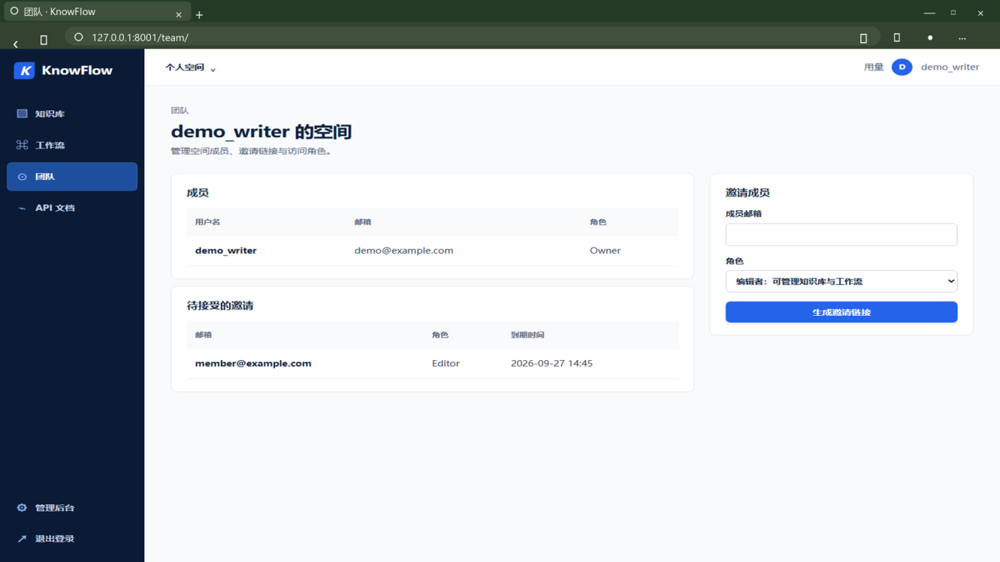 团队 · KnowFlow
127.0.0.1:8001/team/
K KnowFlow
知识库
工作流
团队
API 文档
管理后台
退出登录
个人空间
用量 D demo_writer
团队
demo_writer 的空间
管理空间成员、邀请链接与访问角色。
成员
用户名 邮箱 角色
demo_writer demo@example.com Owner
待接受的邀请
邮箱 角色 到期时间
member@example.com Editor 2026-09-27 14:45
邀请成员
成员邮箱
角色
编辑者：可管理知识库与工作流
生成邀请链接